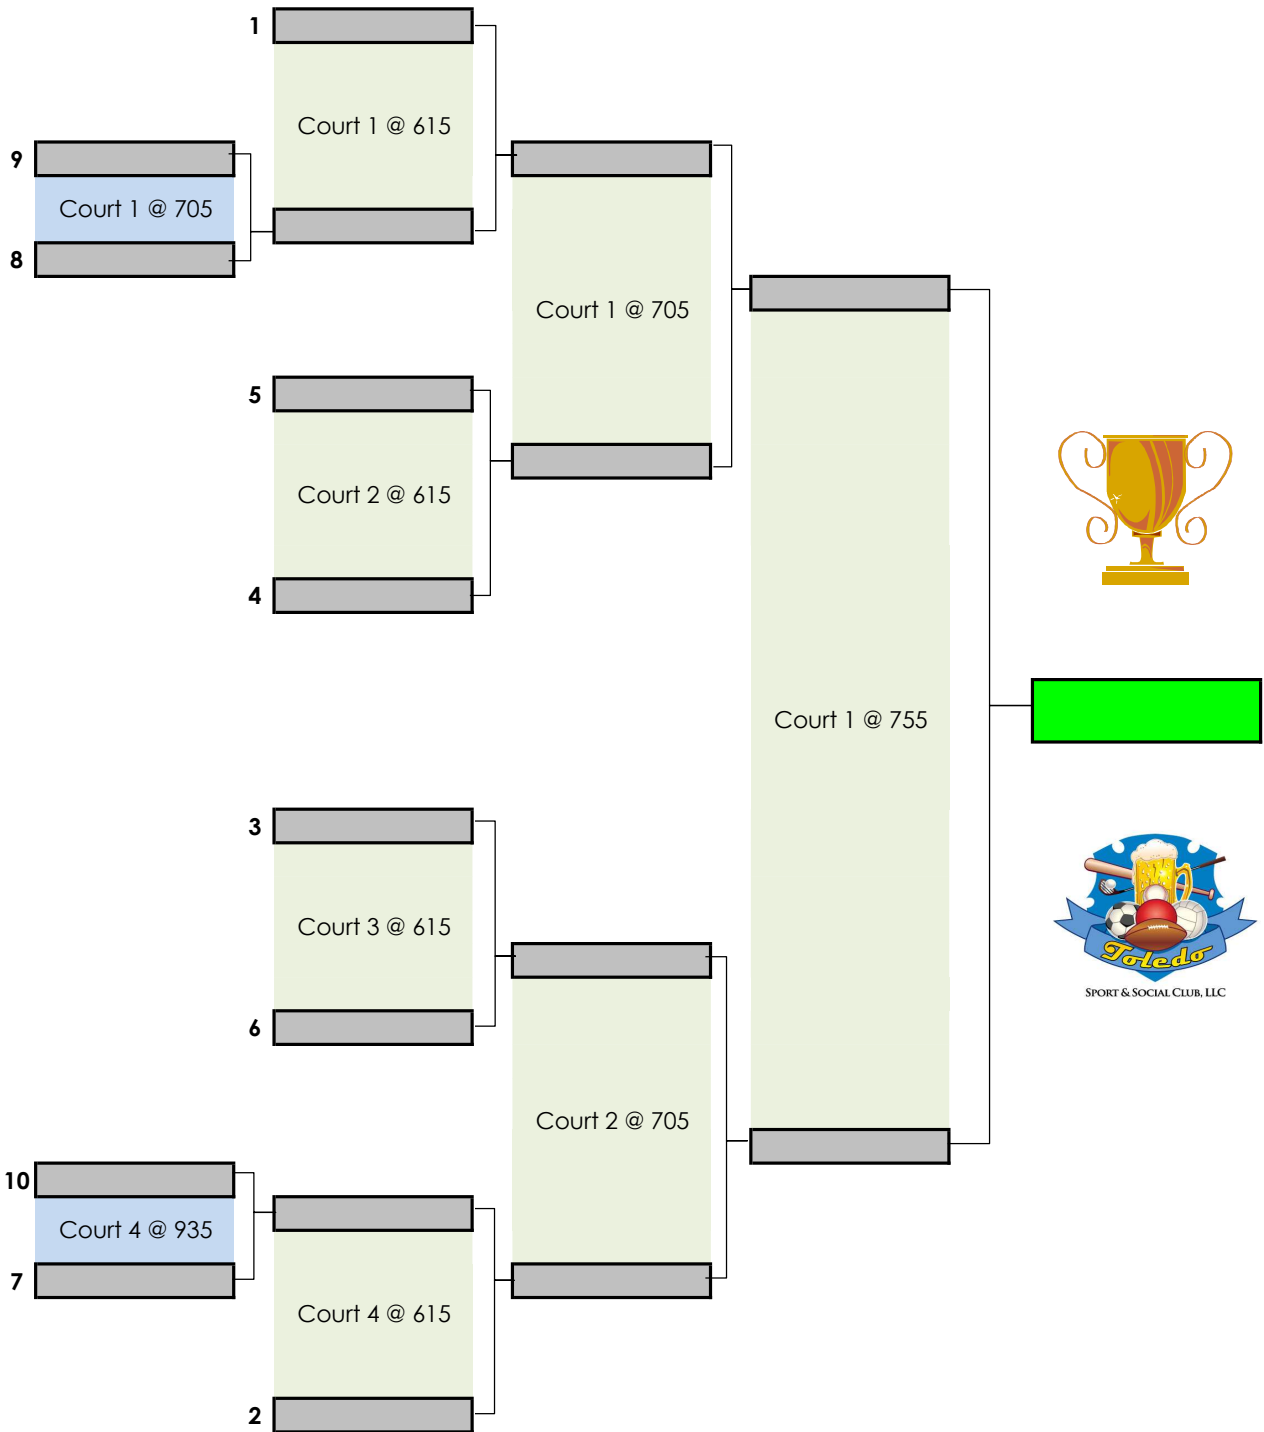 1
Court 1 @ 615
9
Court 1 @ 705
8
Court 1 @ 705
5
Court 2 @ 615
4
Court 1 @ 755
3
Court 3 @ 615
6
Toledo
SPORT & SOCIAL CLUB, LLC
Court 2 @ 705
10
Court 4 @ 935
7
Court 4 @ 615
2